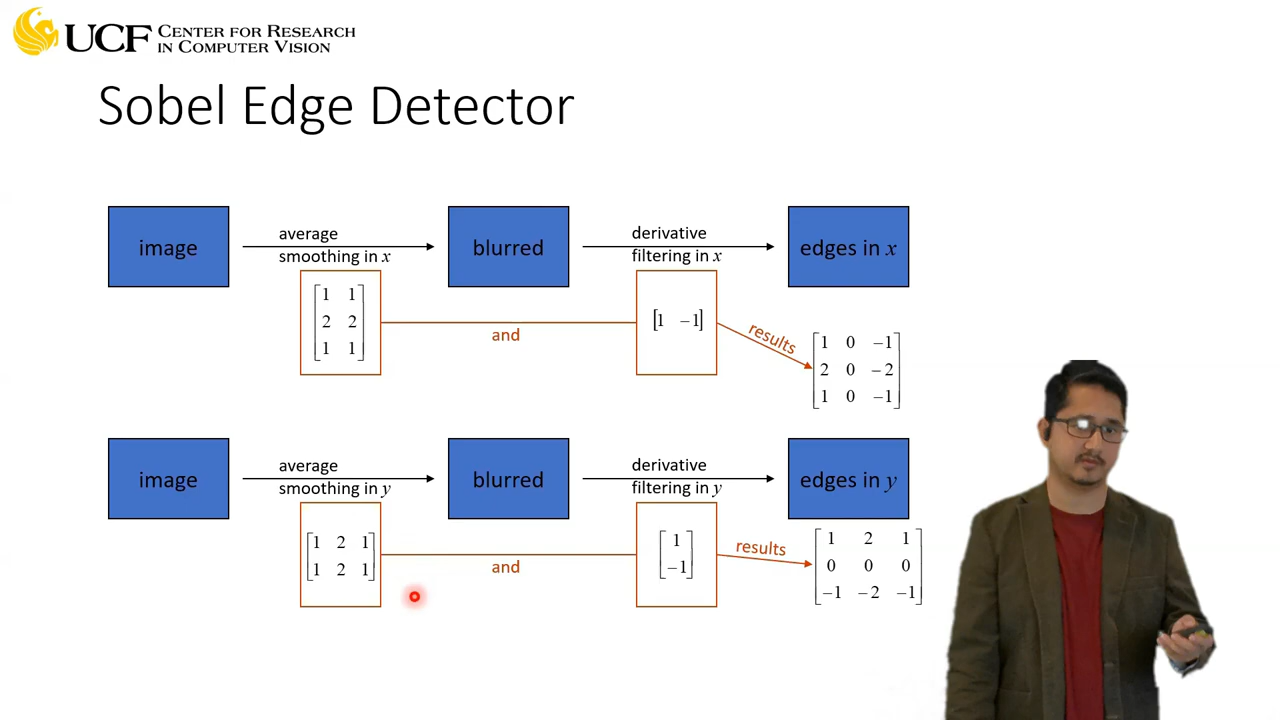 UCF CENTER FOR RESEARCH
IN COMPUTER VISION
Sobel Edge Detector
image
average
smoothing in x
blurred
derivative
filtering in x
edges in x
1 1
2 2
1 1
and
[1 −1]
results
1 0 −1
2 0 −2
1 0 −1
image
average
smoothing in y
blurred
derivative
filtering in y
edges in y
1 2 1
1 2 1
and
1
−1
results
1 2 1
0 0 0
−1 −2 −1